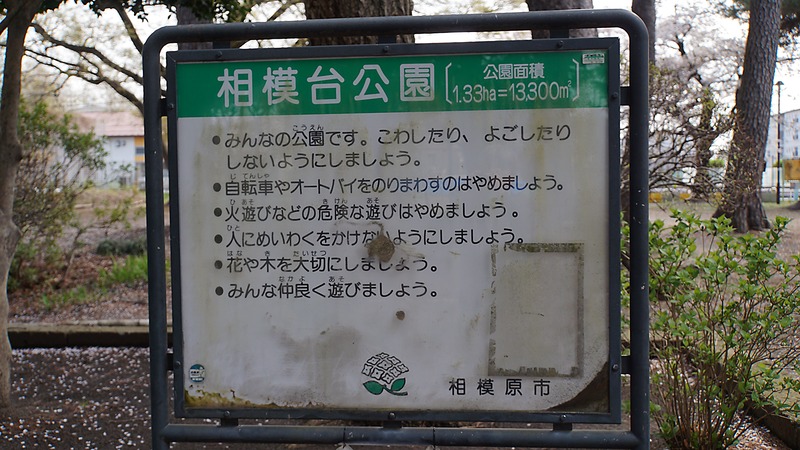 相模台公園 〔公園面積 1.33ha=13,300㎡〕
●みんなの公園です。こわしたり、よごしたり
しないようにしましょう。
●自転車やオートバイをのりまわすのはやめましょう。
●火遊びなどの危険な遊びはやめましょう。
●人にめいわくをかけないようにしましょう。
●花や木を大切にしましょう。
●みんな仲良く遊びましょう。
相模原市